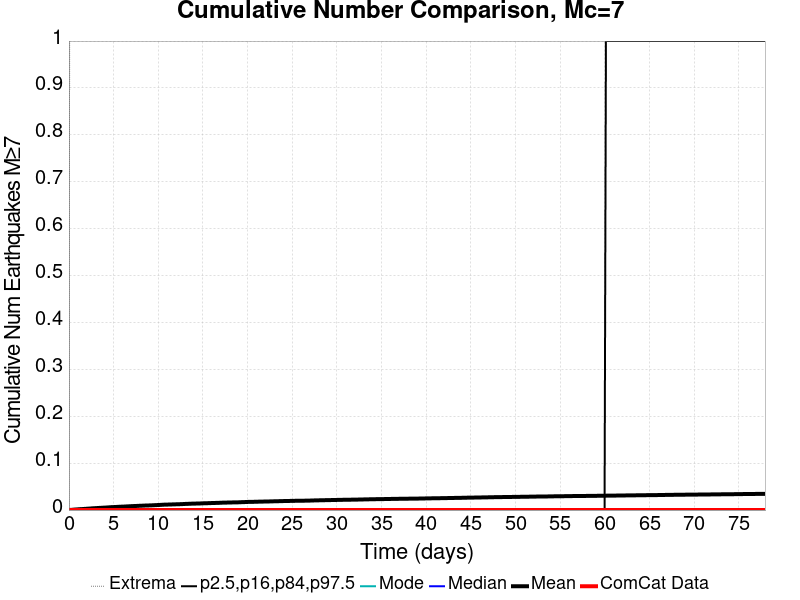 Cumulative Number Comparison, Mc=7
Cumulative Num Earthquakes M≥7
1
0.9
0.8
0.7
0.6
0.5
0.4
0.3
0.2
0.1
0
0 5 10 15 20 25 30 35 40 45 50 55 60 65 70 75
Time (days)
Extrema p2.5,p16,p84,p97.5 Mode Median Mean ComCat Data